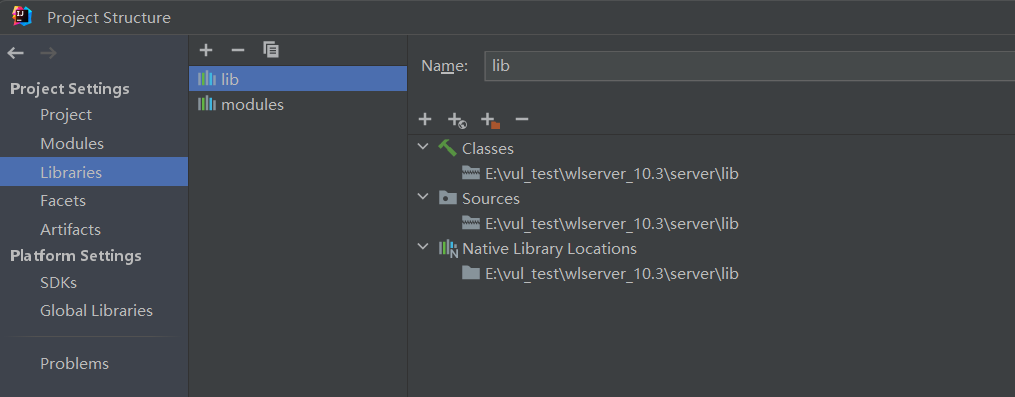 Project Structure
Project Settings
Project
Modules
Libraries
Facets
Artifacts
Platform Settings
SDKs
Global Libraries
Problems
lib
modules
Name: lib
Classes
E:\vul_test\wlserver_10.3\server\lib
Sources
E:\vul_test\wlserver_10.3\server\lib
Native Library Locations
E:\vul_test\wlserver_10.3\server\lib